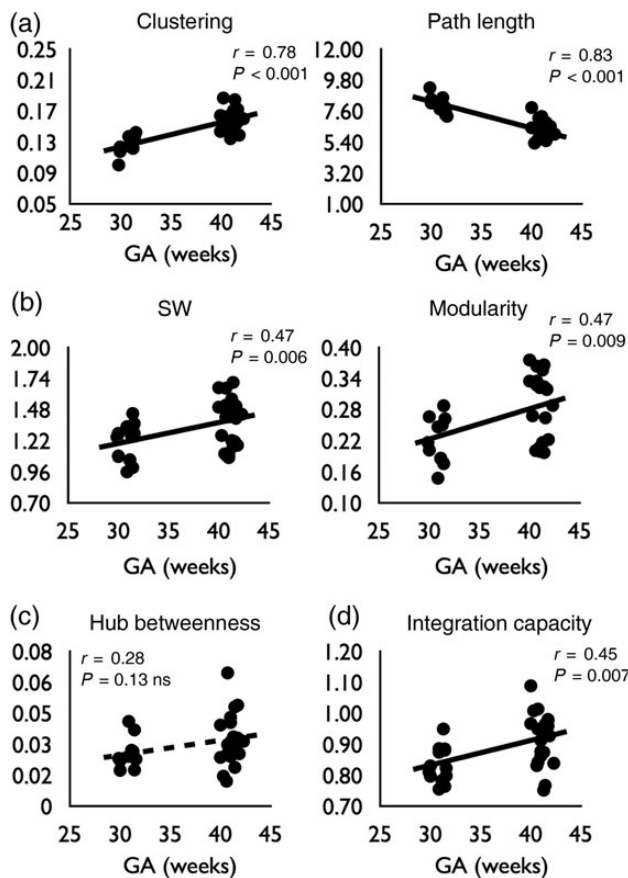 (a)
Clustering
r = 0.78
P < 0.001
0.25
0.21
0.17
0.13
0.09
0.05
25 30 35 40 45
GA (weeks)
Path length
r = 0.83
P < 0.001
12.00
9.80
7.60
5.40
3.20
1.00
25 30 35 40 45
GA (weeks)
(b)
SW
r = 0.47
P = 0.006
2.00
1.74
1.48
1.22
0.96
0.70
25 30 35 40 45
GA (weeks)
Modularity
r = 0.47
P = 0.009
0.40
0.34
0.28
0.22
0.16
0.10
25 30 35 40 45
GA (weeks)
(c)
Hub betweenness
r = 0.28
P = 0.13 ns
0.08
0.06
0.05
0.03
0.02
0
25 30 35 40 45
GA (weeks)
(d)
Integration capacity
r = 0.45
P = 0.007
1.20
1.10
1.00
0.90
0.80
0.70
25 30 35 40 45
GA (weeks)